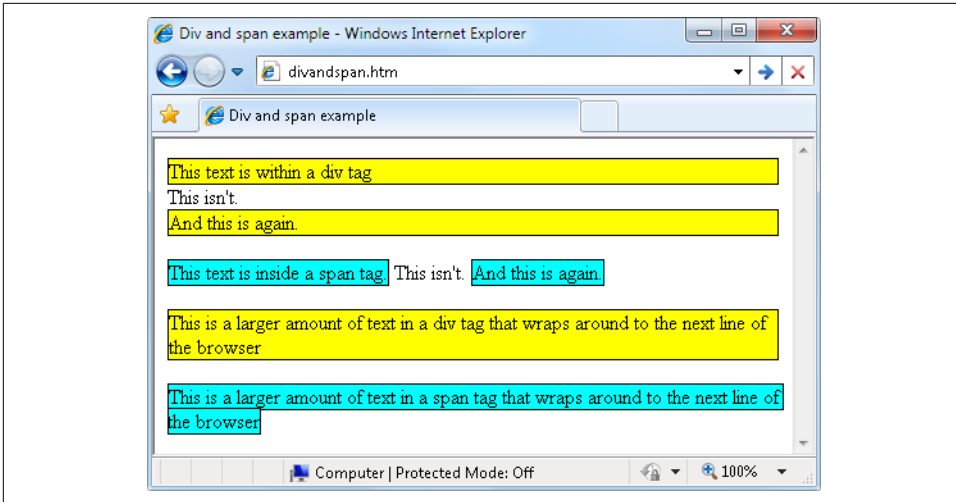 Div and span example - Windows Internet Explorer
divandspan.htm
Div and span example
This text is within a div tag
This isn't.
And this is again.
This text is inside a span tag. This isn't. And this is again.
This is a larger amount of text in a div tag that wraps around to the next line of
the browser
This is a larger amount of text in a span tag that wraps around to the next line of
the browser
Computer | Protected Mode: Off 100%